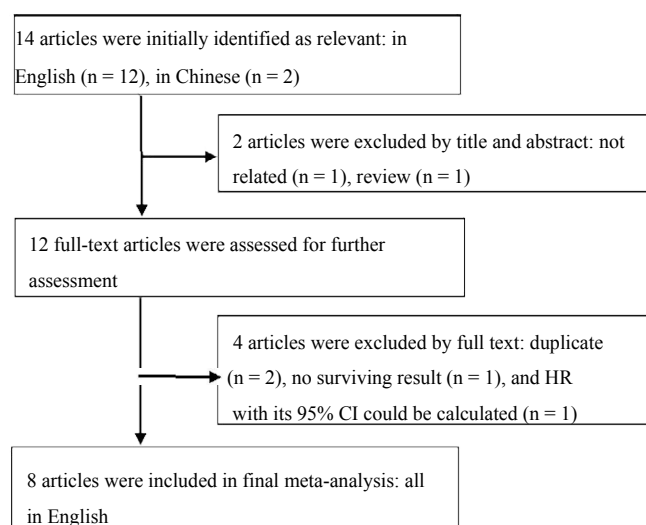 14 articles were initially identified as relevant: in
English (n = 12), in Chinese (n = 2)
2 articles were excluded by title and abstract: not
related (n = 1), review (n = 1)
12 full-text articles were assessed for further
assessment
4 articles were excluded by full text: duplicate
(n = 2), no surviving result (n = 1), and HR
with its 95% CI could be calculated (n = 1)
8 articles were included in final meta-analysis: all
in English